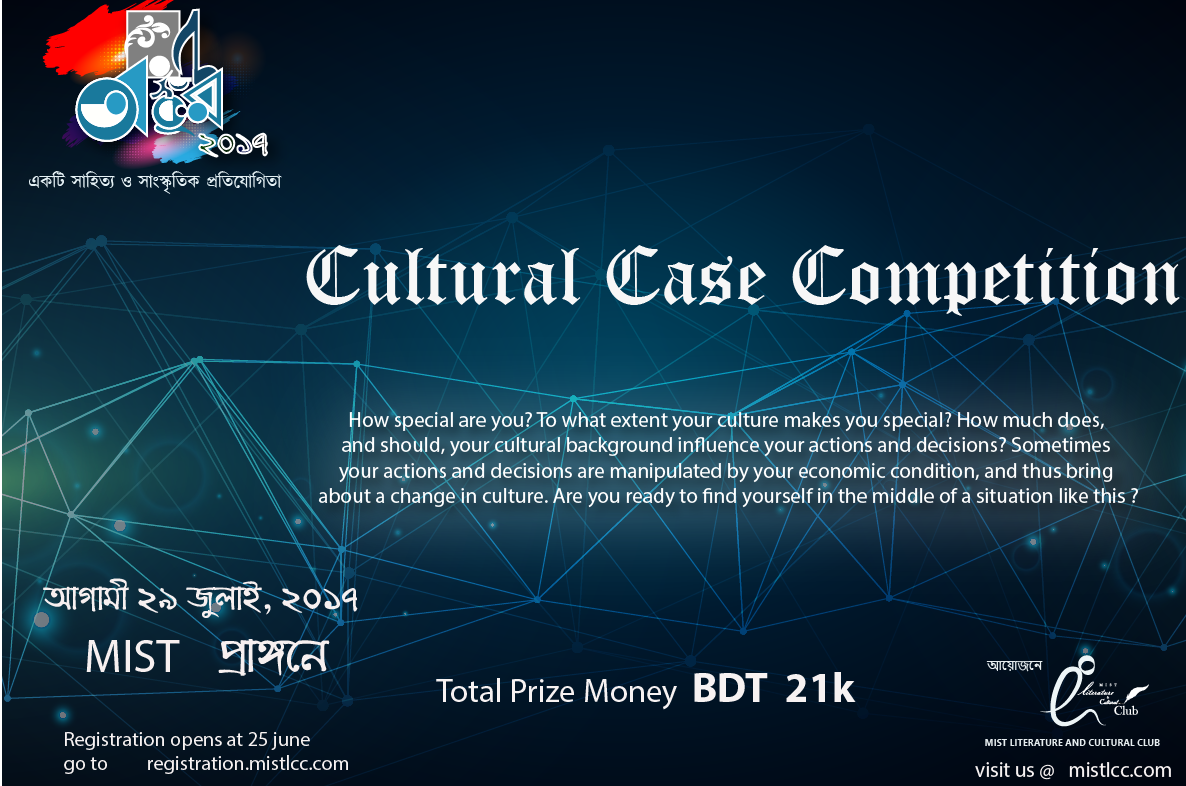 ২০১৭
একটি সাহিত্য ও সাংস্কৃতিক প্রতিযোগিতা
Cultural Case Competition
How special are you? To what extent your culture makes you special? How much does,
and should, your cultural background influence your actions and decisions? Sometimes
your actions and decisions are manipulated by your economic condition, and thus bring
about a change in culture. Are you ready to find yourself in the middle of a situation like this ?
আগামী ২৯ জুলাই, ২০১৭
MIST প্রাঙ্গনে
Total Prize Money BDT 21k
Registration opens at 25 june
go to registration.mistlcc.com
আয়োজনে
MIST
Literature
Cultural
Club
MIST LITERATURE AND CULTURAL CLUB
visit us @ mistlcc.com